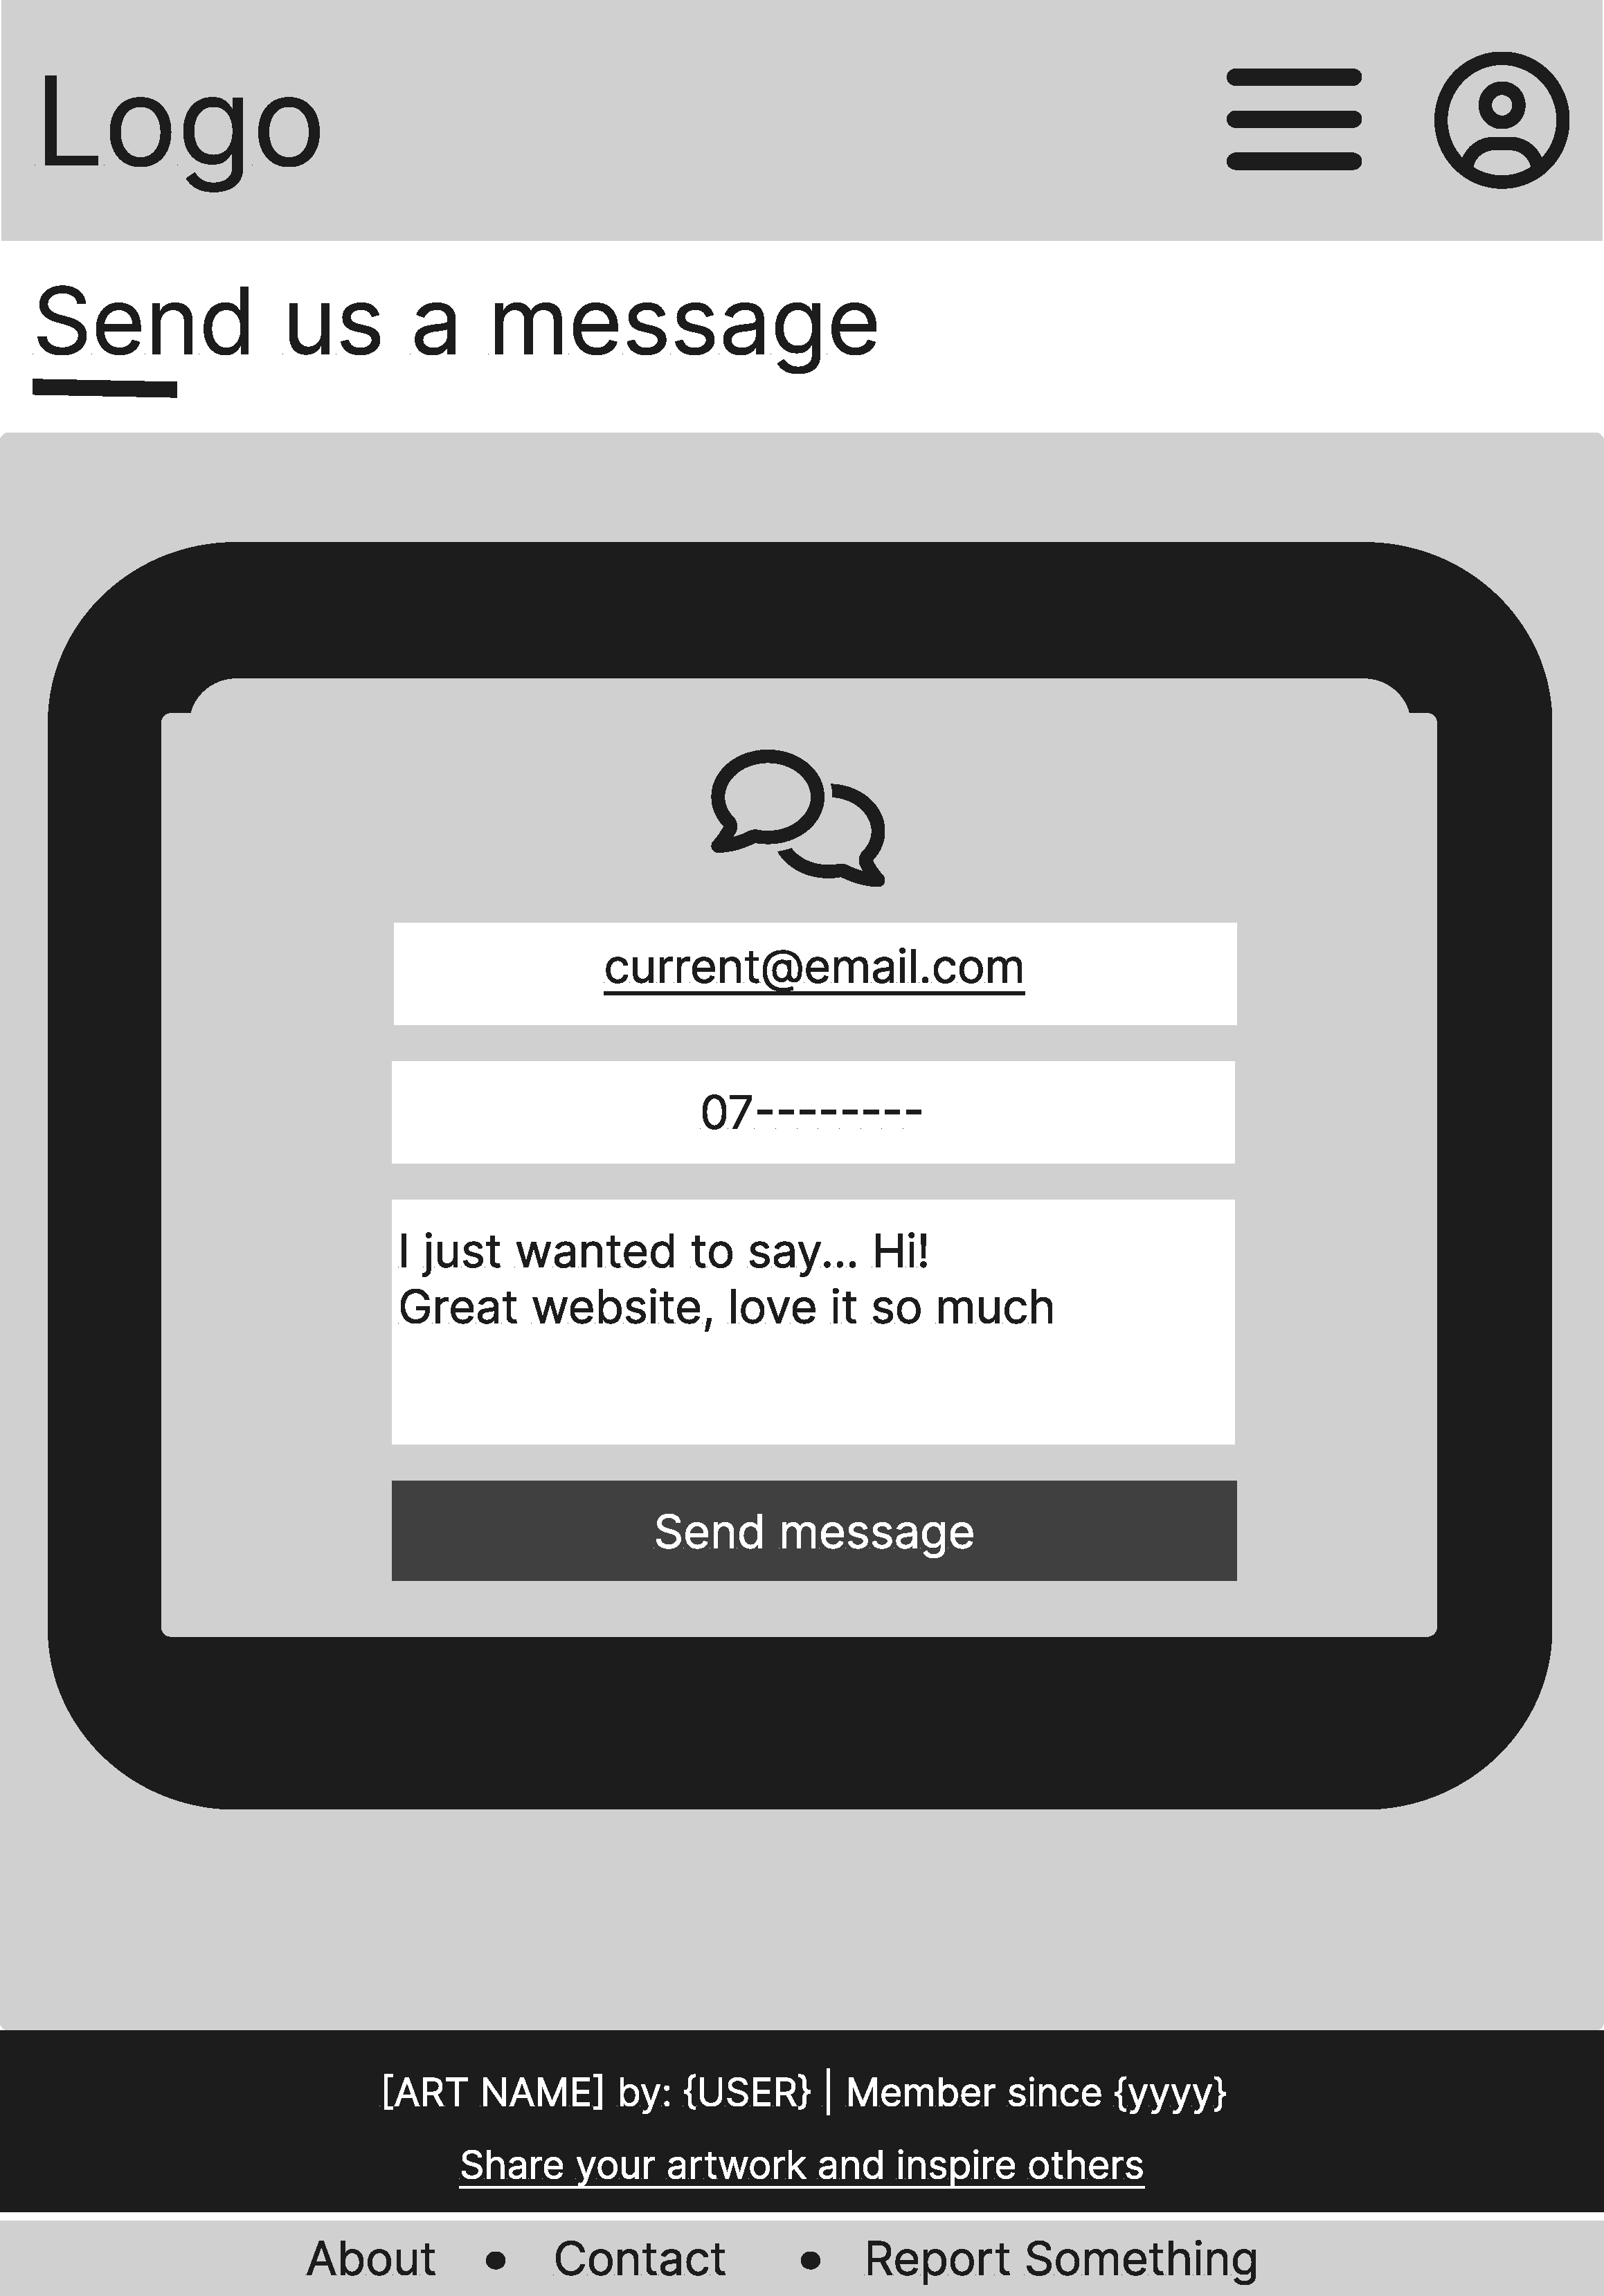 Logo
Send us a message
current@email.com
07--------
I just wanted to say... Hi!
Great website, love it so much
Send message
[ART NAME] by: {USER} | Member since {yyyy}
Share your artwork and inspire others
About • Contact • Report Something